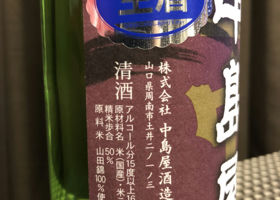 生酒
中島屋
株式会社 中島屋酒造
山口県周南市土井二ノ一ノ三
清酒
アルコール分15度以上16
原材料名 米(国産)・米
精米歩合 50%
原料米 山田錦100%使